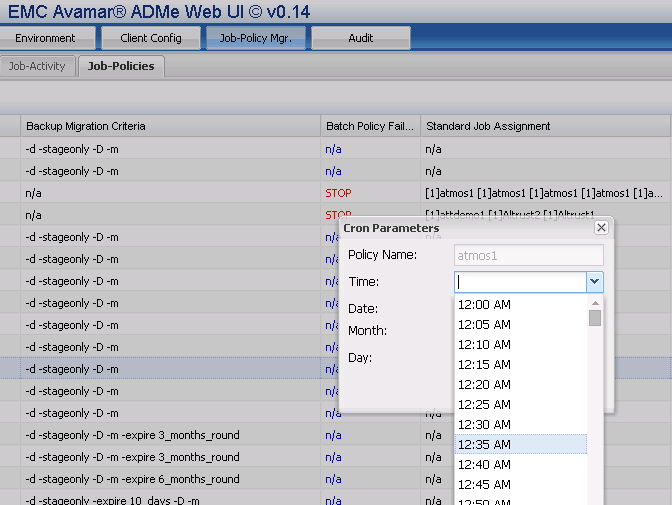 EMC Avamar® ADMe Web UI © v0.14
Environment Client Config Job-Policy Mgr. Audit
Job-Activity Job-Policies
Backup Migration Criteria Batch Policy Fail... Standard Job Assignment
-d -stageonly -D -m n/a n/a
-d -stageonly -D -m n/a n/a
n/a STOP [1]atmos1 [1]atmos1 [1]atmos1 [1]atmos1 [1]a...
n/a STOP [1]attdemo1 [1]Altrust2 [1]Altrust1
-d -stageonly -D -m n/a n/a
-d -stageonly -D -m n/a
-d -stageonly -D -m n/a
-d -stageonly -D -m n/a
-d -stageonly -D -m n/a
-d -stageonly -D -m n/a
-d -stageonly -D -m n/a
-d -stageonly -D -m n/a
-d -stageonly -D -m n/a
-d -stageonly -D -m -expire 3_months_round n/a n/a
-d -stageonly -D -m -expire 3_months_round n/a n/a
-d -stageonly -D -m -expire 6_months_round n/a n/a
-d -stageonly -expire 10_days -D -m n/a n/a
Cron Parameters
Policy Name: atmos1
Time:
Date:
Month:
Day:
12:00 AM
12:05 AM
12:10 AM
12:15 AM
12:20 AM
12:25 AM
12:30 AM
12:35 AM
12:40 AM
12:45 AM
12:50 AM